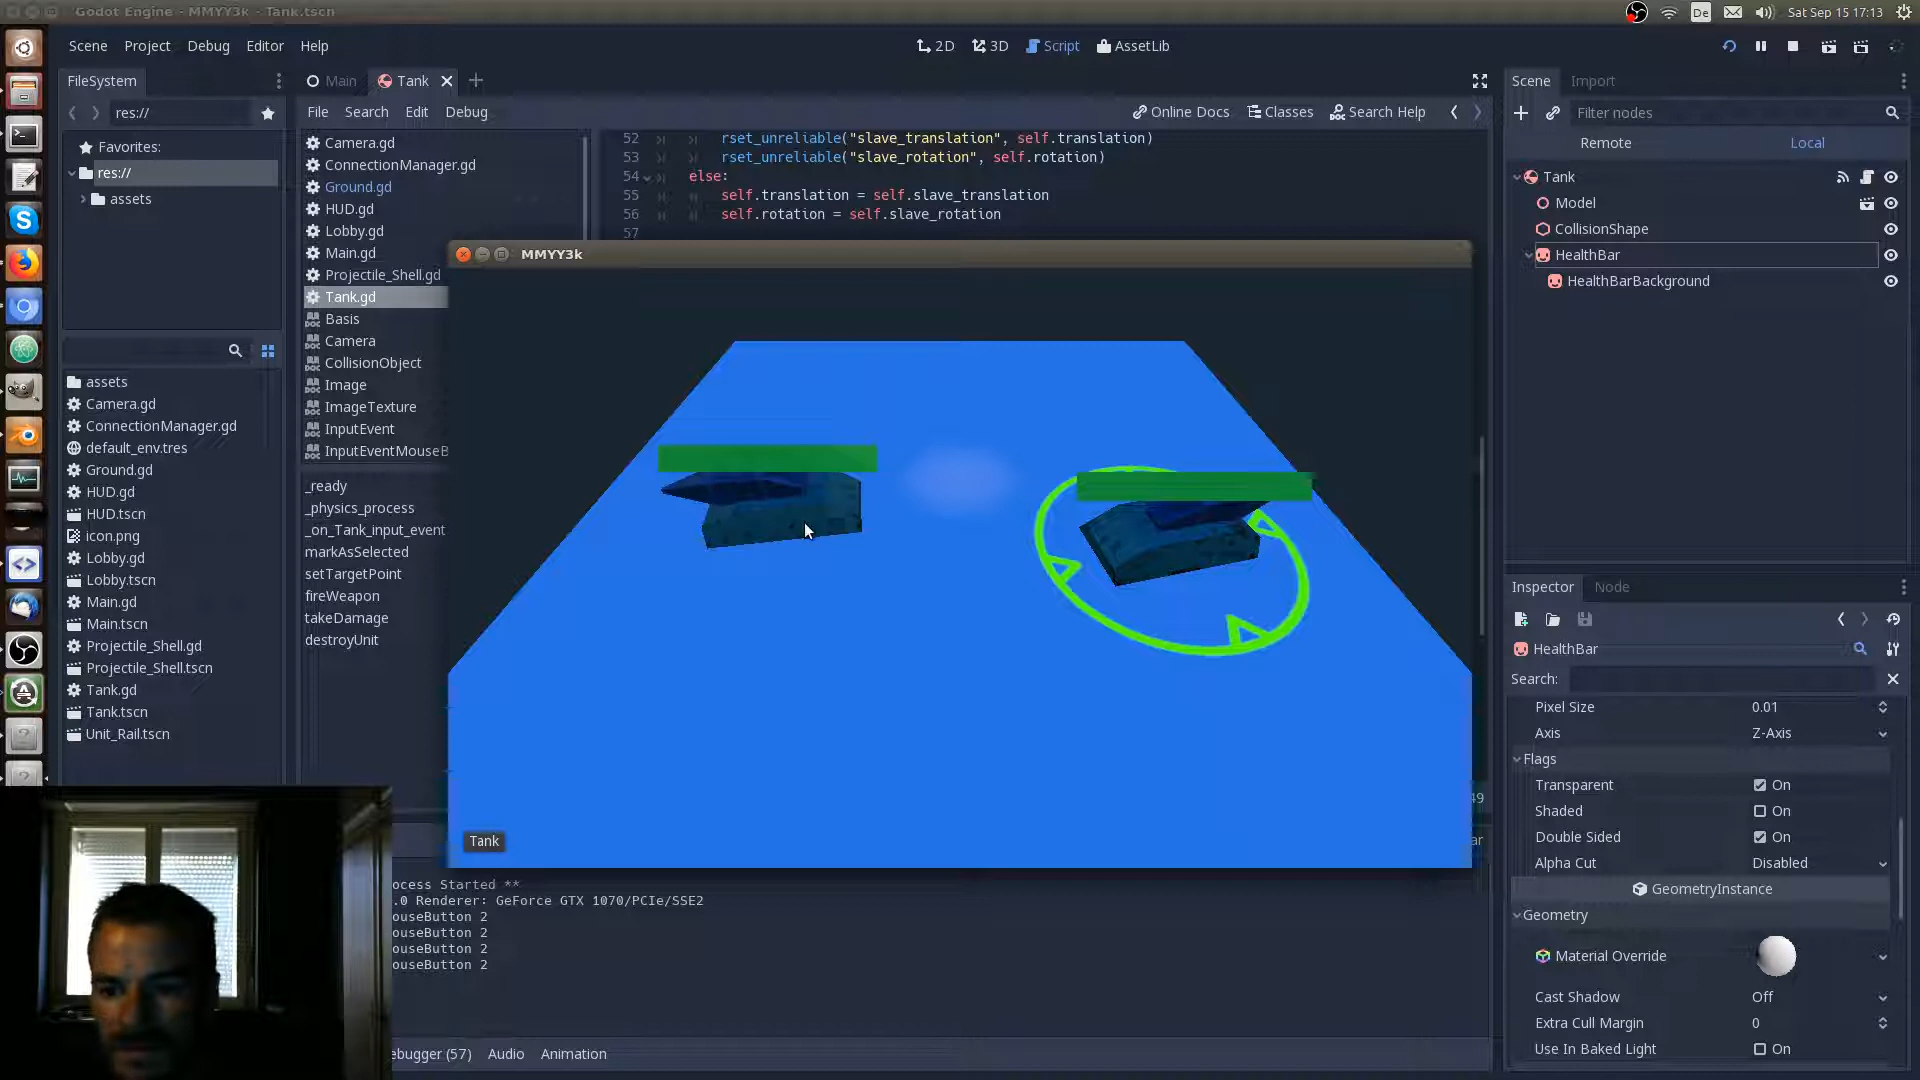 Godot Engine - MMYY3k - Tank.tscn
De
Sat Sep 15 17:13
Scene Project Debug Editor Help
2D 3D Script AssetLib
FileSystem
res://
Favorites:
res://
assets
assets
Camera.gd
ConnectionManager.gd
default_env.tres
Ground.gd
HUD.gd
HUD.tscn
icon.png
Lobby.gd
Lobby.tscn
Main.gd
Main.tscn
Projectile_Shell.gd
Projectile_Shell.tscn
Tank.gd
Tank.tscn
Unit_Rail.tscn
Main Tank
File Search Edit Debug
Online Docs Classes Search Help
Camera.gd
ConnectionManager.gd
Ground.gd
HUD.gd
Lobby.gd
Main.gd
Projectile_Shell.gd
Tank.gd
Basis
Camera
CollisionObject
Image
ImageTexture
InputEvent
InputEventMouseB
_ready
_physics_process
_on_Tank_input_event
markAsSelected
setTargetPoint
fireWeapon
takeDamage
destroyUnit
52 rset_unreliable("slave_translation", self.translation)
53 rset_unreliable("slave_rotation", self.rotation)
54 else:
55 self.translation = self.slave_translation
56 self.rotation = self.slave_rotation
57
MMYY3k
Tank
49
ar
ocess Started **
.0 Renderer: GeForce GTX 1070/PCIe/SSE2
ouseButton 2
ouseButton 2
ouseButton 2
ouseButton 2
ebugger (57) Audio Animation
Scene Import
Filter nodes
Remote Local
Tank
Model
CollisionShape
HealthBar
HealthBarBackground
Inspector Node
HealthBar
Search:
Pixel Size 0.01
Axis Z-Axis
Flags
Transparent On
Shaded On
Double Sided On
Alpha Cut Disabled
GeometryInstance
Geometry
Material Override
Cast Shadow Off
Extra Cull Margin 0
Use In Baked Light On